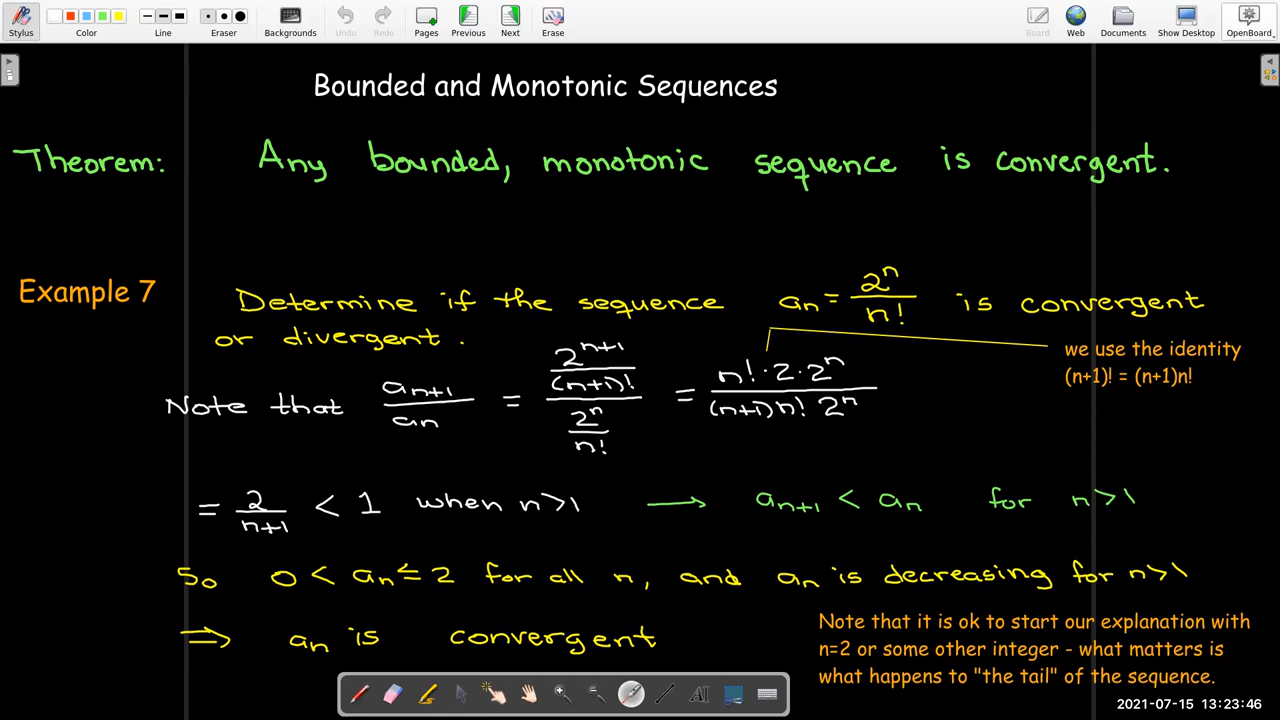 Stylus Color Line Eraser Backgrounds Undo Redo Pages Previous Next Erase Board Web Documents Show Desktop OpenBoard
Bounded and Monotonic Sequences
Theorem: Any bounded, monotonic sequence is convergent.
Example 7 Determine if the sequence aₙ = 2ⁿ/n! is convergent
or divergent.
we use the identity
(n+1)! = (n+1)n!
Note that aₙ₊₁/aₙ = (2ⁿ⁺¹/(n+1)!)/(2ⁿ/n!) = (n!·2·2ⁿ)/((n+1)n! 2ⁿ)
= 2/(n+1) < 1 when n>1 → aₙ₊₁ < aₙ for n>1
So 0 < aₙ ≤ 2 for all n, and aₙ is decreasing for n>1
⇒ aₙ is convergent
Note that it is ok to start our explanation with
n=2 or some other integer - what matters is
what happens to "the tail" of the sequence.
AI
2021-07-15 13:23:46